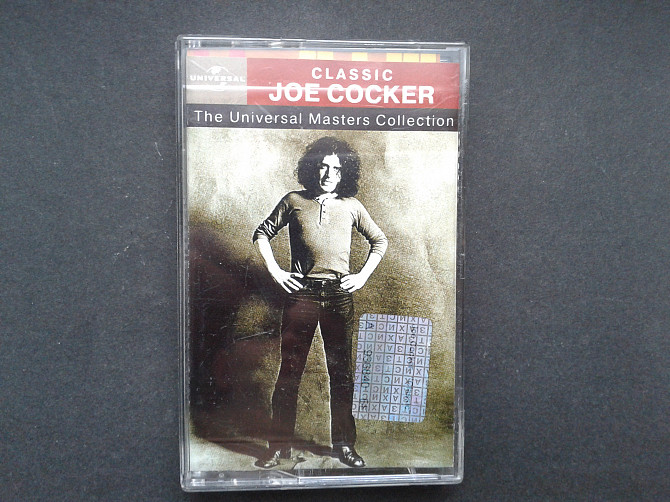 UNIVERSAL
CLASSIC
JOE COCKER
The Universal Masters Collection